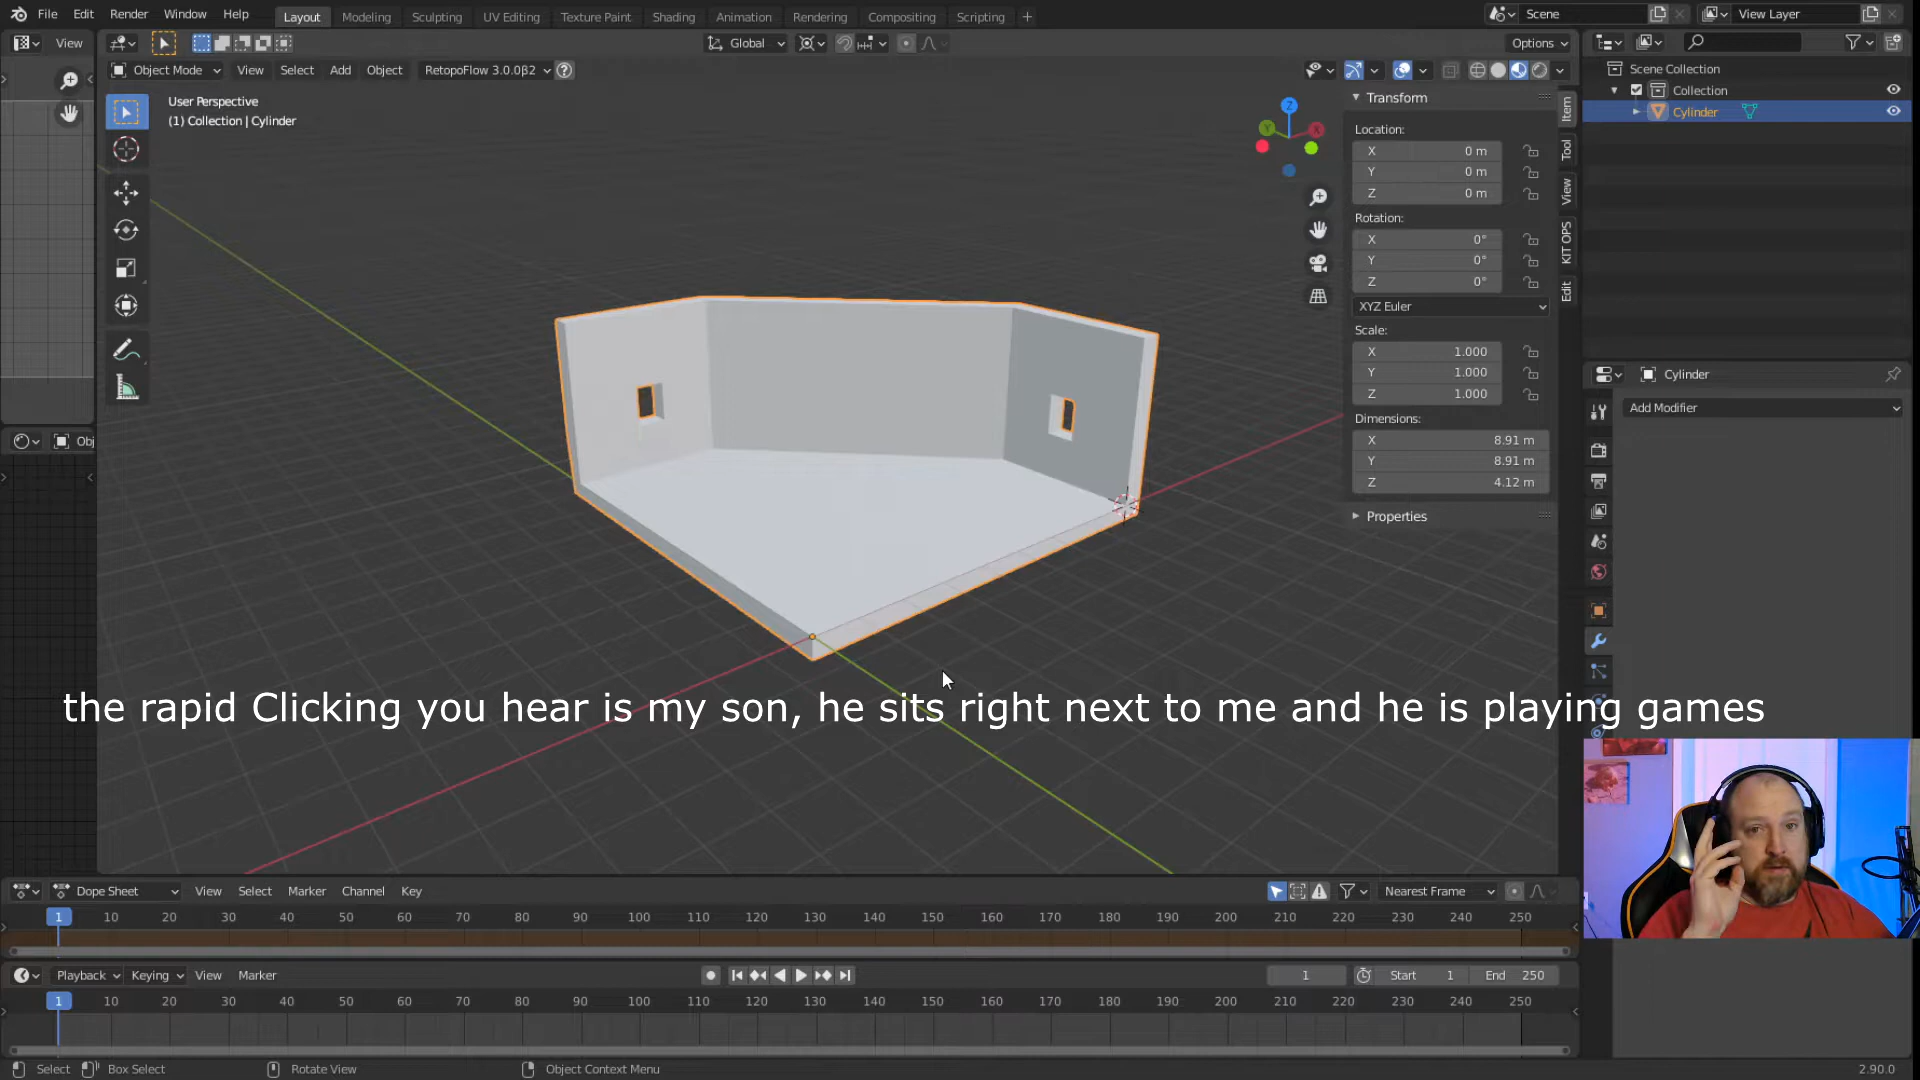 File Edit Render Window Help Layout Modeling Sculpting UV Editing Texture Paint Shading Animation Rendering Compositing Scripting + Scene View Layer
View Global Options
Object Mode View Select Add Object RetopoFlow 3.0.0β2
User Perspective
(1) Collection | Cylinder
Z
Y
X
Transform
Location:
X 0 m
Y 0 m
Z 0 m
Rotation:
X 0°
Y 0°
Z 0°
XYZ Euler
Scale:
X 1.000
Y 1.000
Z 1.000
Dimensions:
X 8.91 m
Y 8.91 m
Z 4.12 m
Properties
Item
Tool
View
KIT OPS
Edit
Scene Collection
Collection
Cylinder
Cylinder
Add Modifier
Obj
the rapid Clicking you hear is my son, he sits right next to me and he is playing games
Dope Sheet View Select Marker Channel Key Nearest Frame
1 10 20 30 40 50 60 70 80 90 100 110 120 130 140 150 160 170 180 190 200 210 220 230 240 250
Playback Keying View Marker 1 Start 1 End 250
1 10 20 30 40 50 60 70 80 90 100 110 120 130 140 150 160 170 180 190 200 210 220 230 240 250
Select Box Select Rotate View Object Context Menu 2.90.0